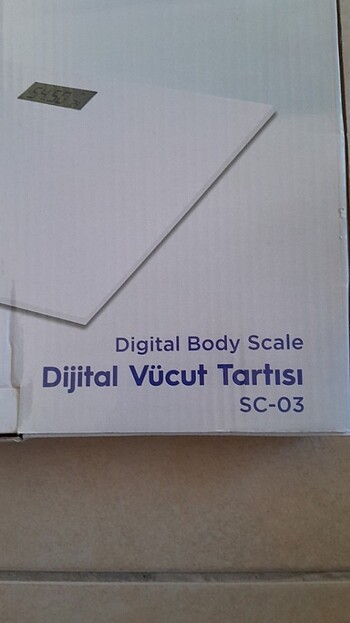 Digital Body Scale
Dijital Vücut Tartısı
SC-03